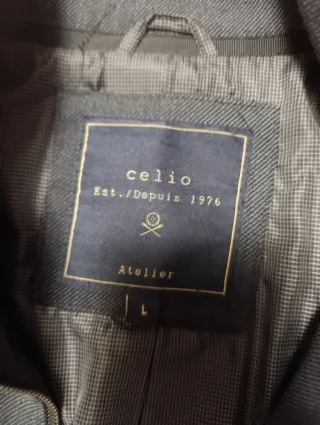 celio
Est./Depuis 1976
Atelier
L